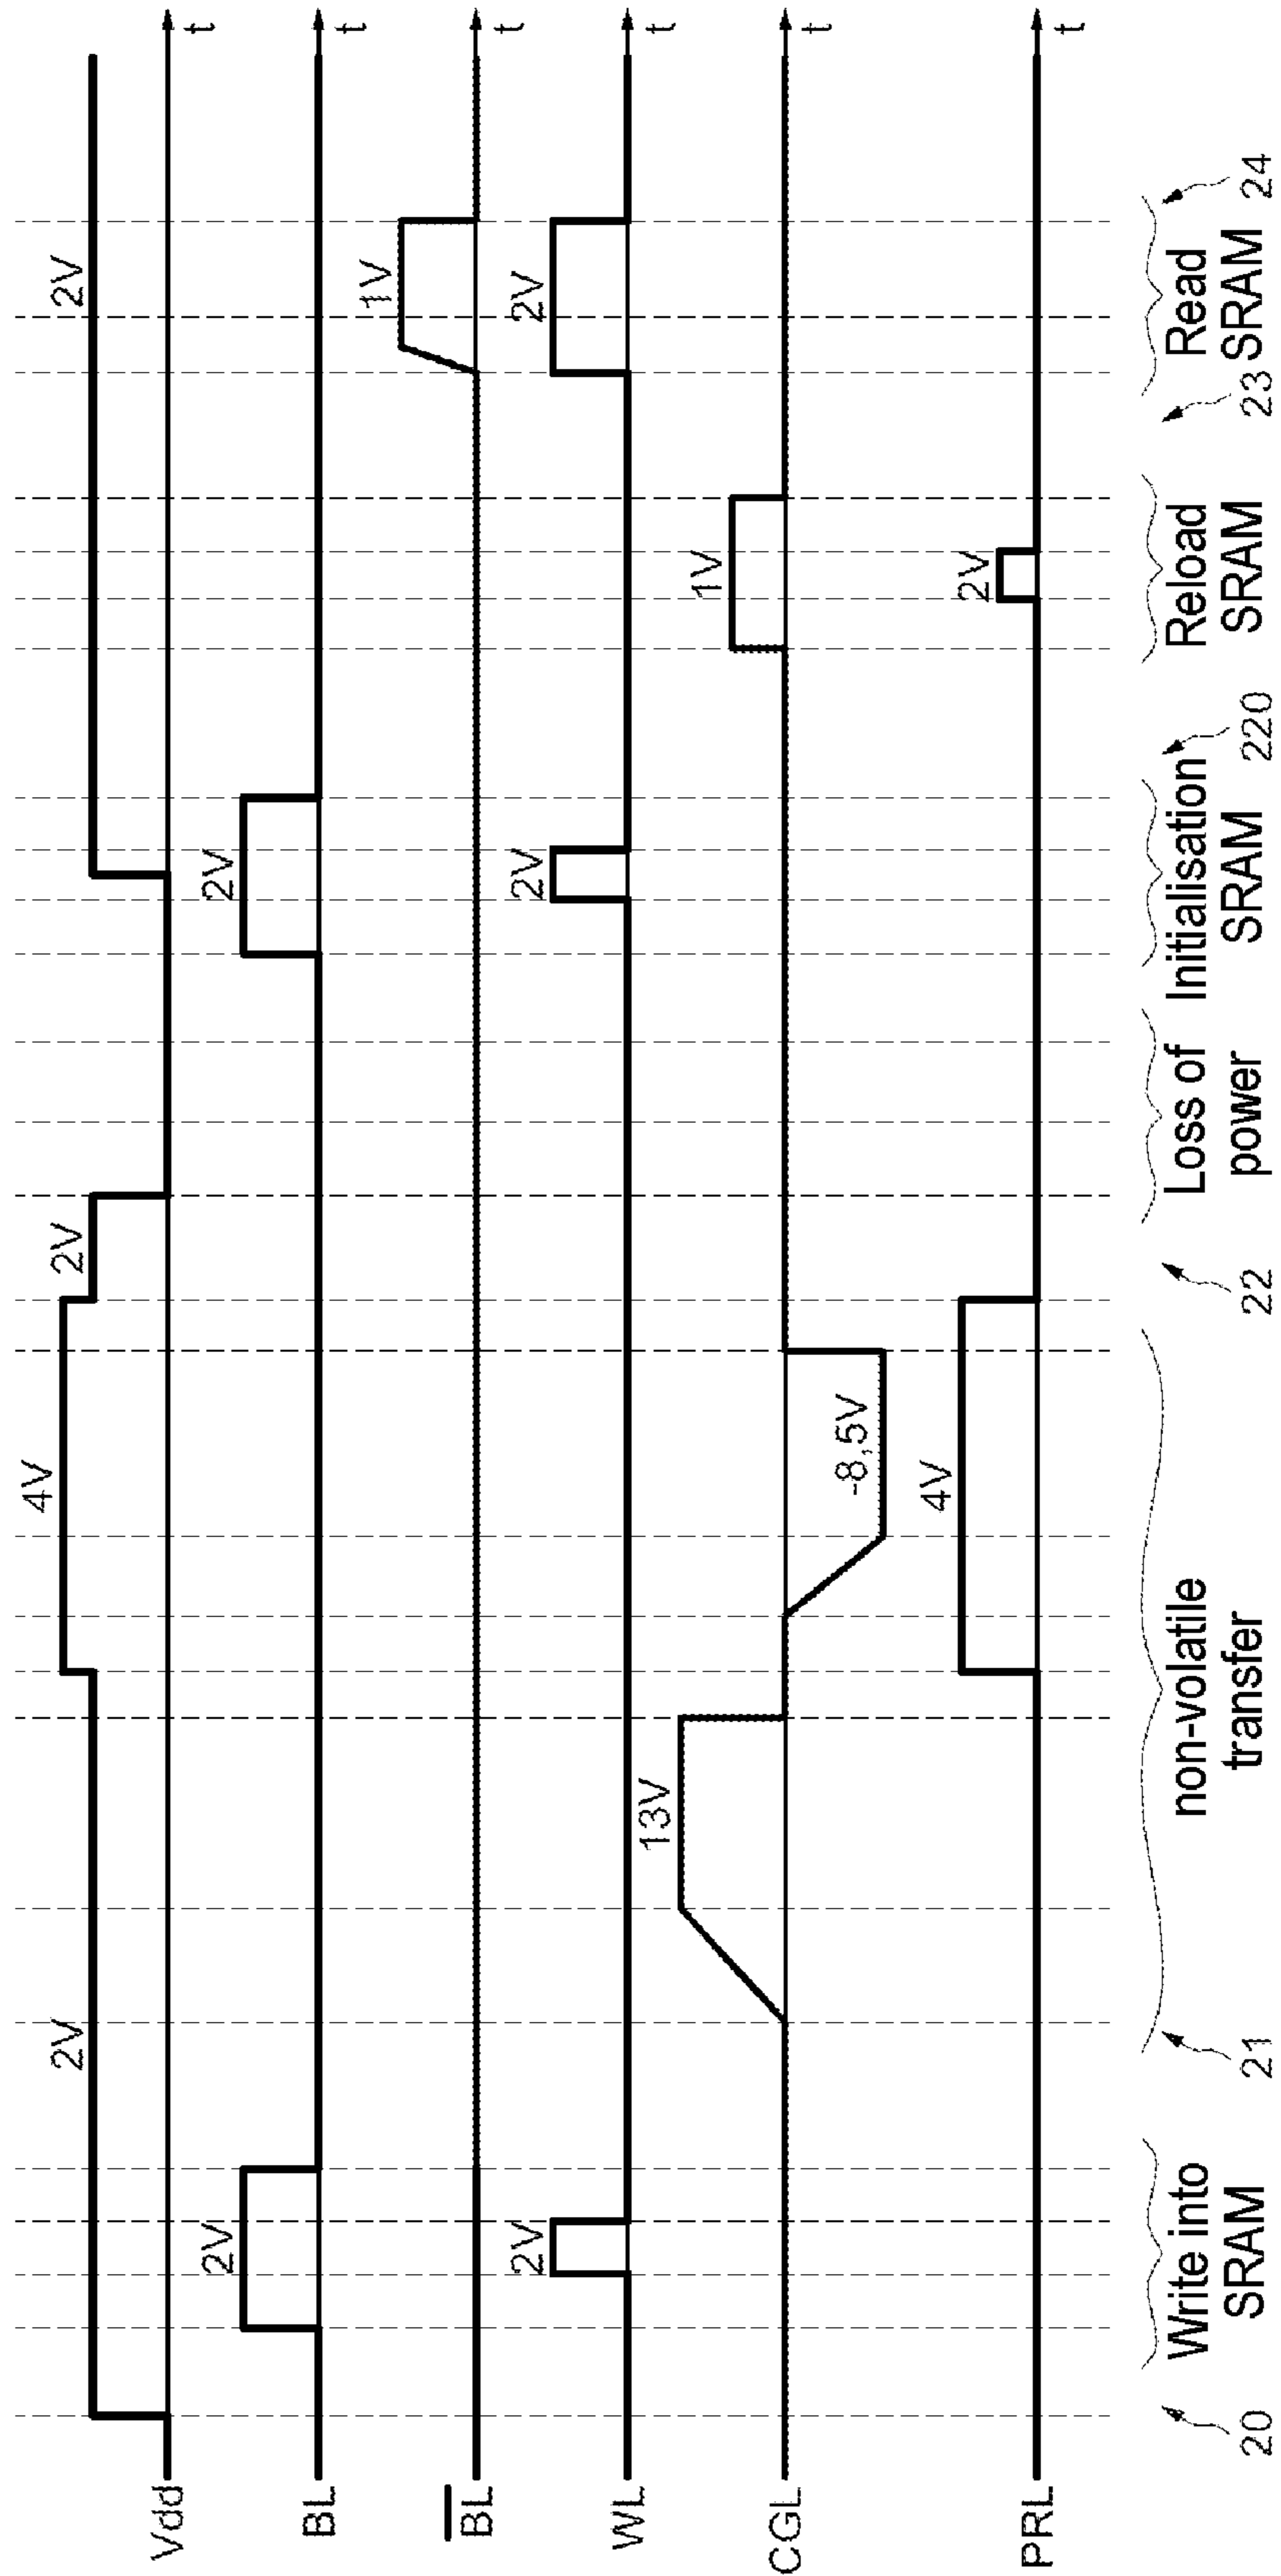 Vdd
2V
4V
2V
2V
t
BL
2V
2V
t
BL
1V
t
WL
2V
2V
2V
t
CGL
13V
-8,5V
1V
t
PRL
4V
2V
t
Write into
SRAM
non-volatile
transfer
Loss of
power
Initialisation
SRAM
Reload
SRAM
Read
SRAM
20
21
22
220
23
24